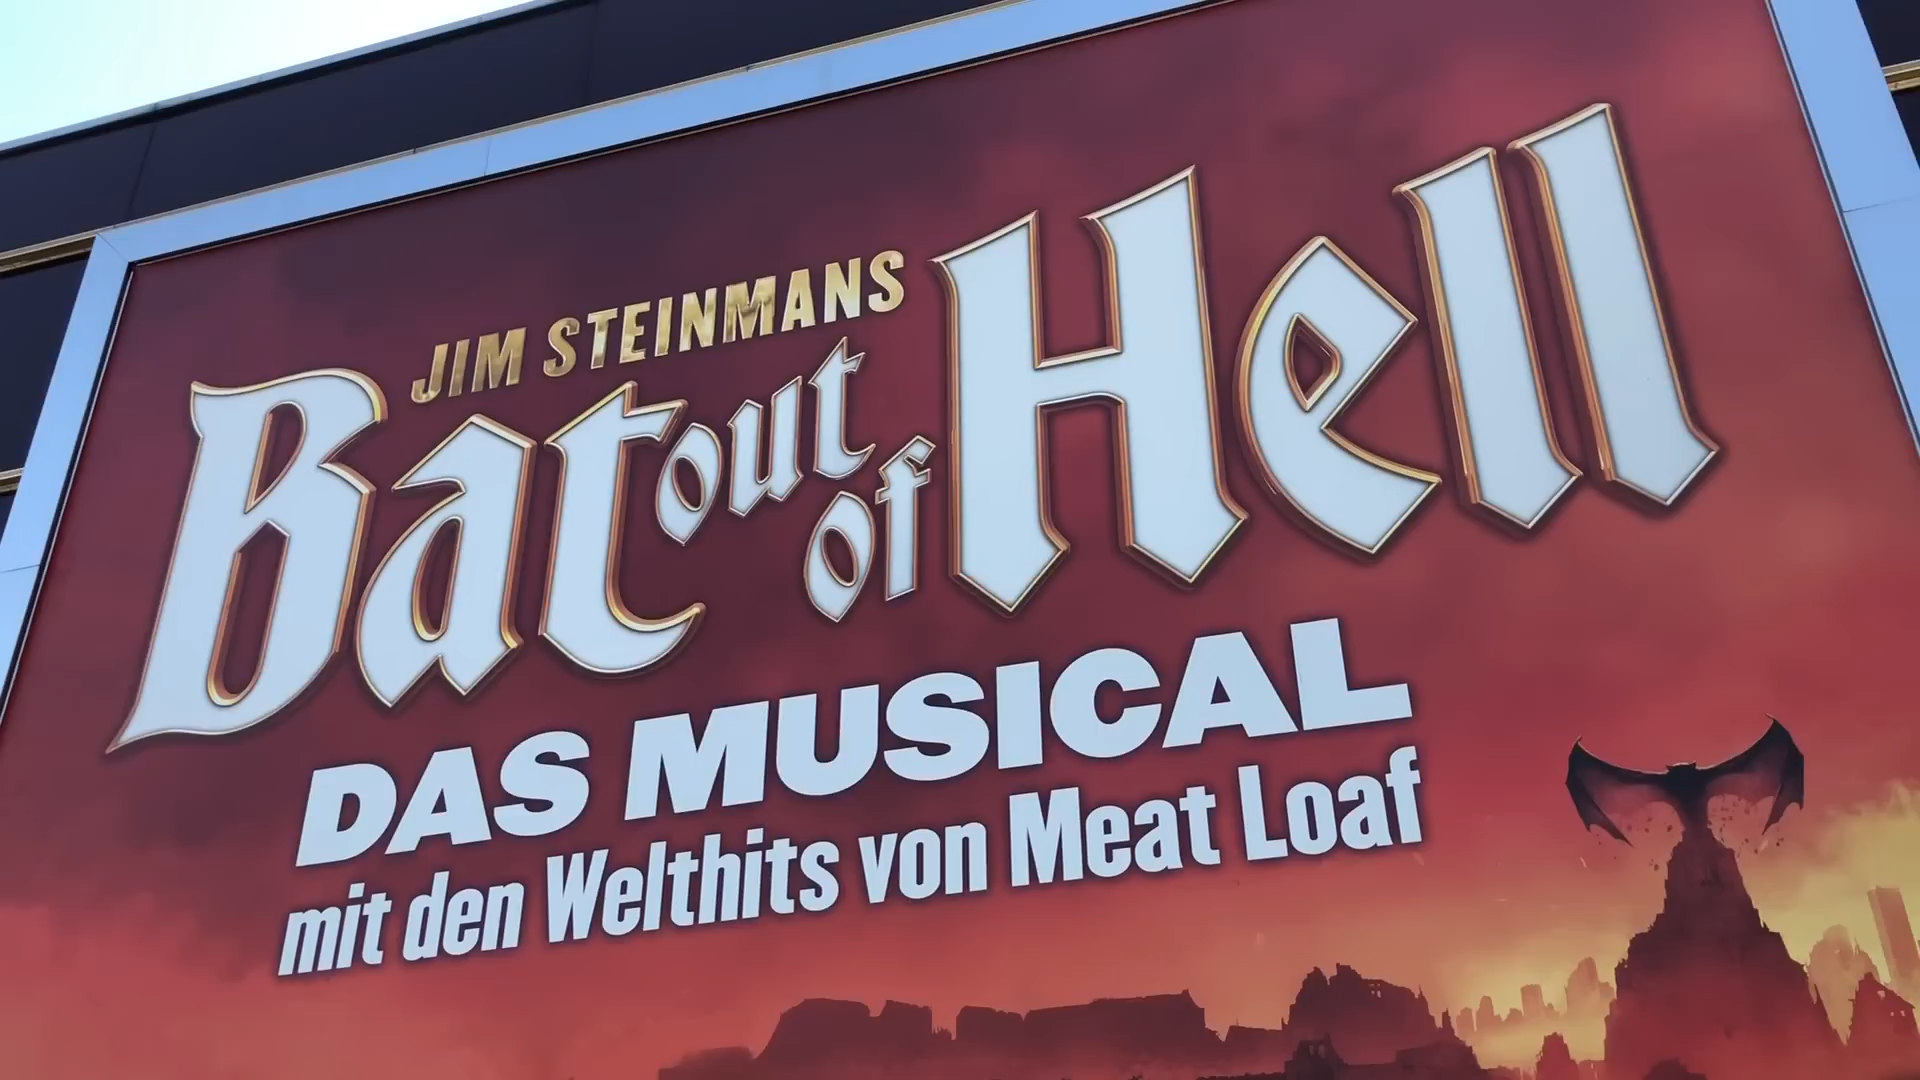 JIM STEINMANS
Bat out of Hell
DAS MUSICAL
mit den Welthits von Meat Loaf